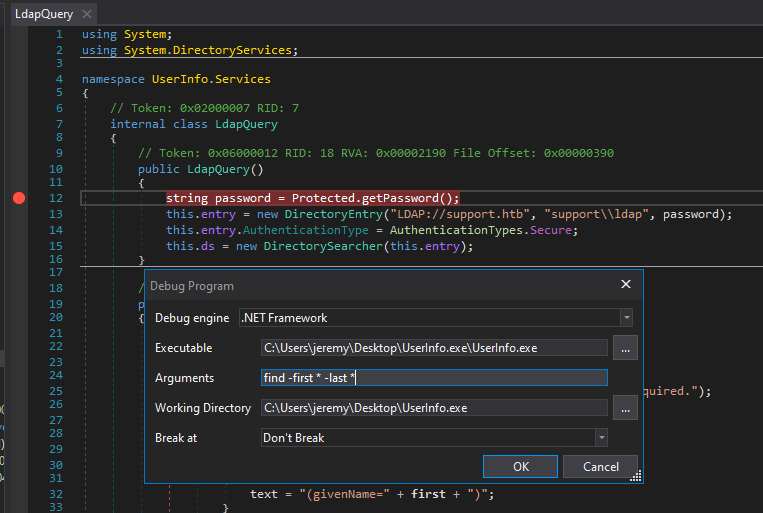 LdapQuery
1 using System;
2 using System.DirectoryServices;
3
4 namespace UserInfo.Services
5 {
6 // Token: 0x02000007 RID: 7
7 internal class LdapQuery
8 {
9 // Token: 0x06000012 RID: 18 RVA: 0x00002190 File Offset: 0x00000390
10 public LdapQuery()
11 {
12 string password = Protected.getPassword();
13 this.entry = new DirectoryEntry("LDAP://support.htb", "support\\ldap", password);
14 this.entry.AuthenticationType = AuthenticationTypes.Secure;
15 this.ds = new DirectorySearcher(this.entry);
16 }
17
18 /
19 p
20 {
21
22
23
24
25 quired.");
26
27
28
29
30
31
32 text = "(givenName=" + first + ")";
33 }
Debug Program
Debug engine .NET Framework
Executable C:\Users\jeremy\Desktop\UserInfo.exe\UserInfo.exe ...
Arguments find -first * -last *
Working Directory C:\Users\jeremy\Desktop\UserInfo.exe ...
Break at Don't Break
OK Cancel